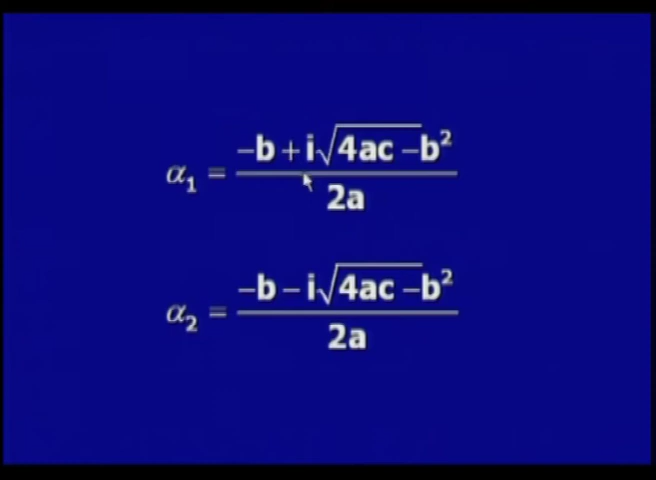 α₁ = (-b + i√(4ac -b²)) / 2a
α₂ = (-b - i√(4ac -b²)) / 2a